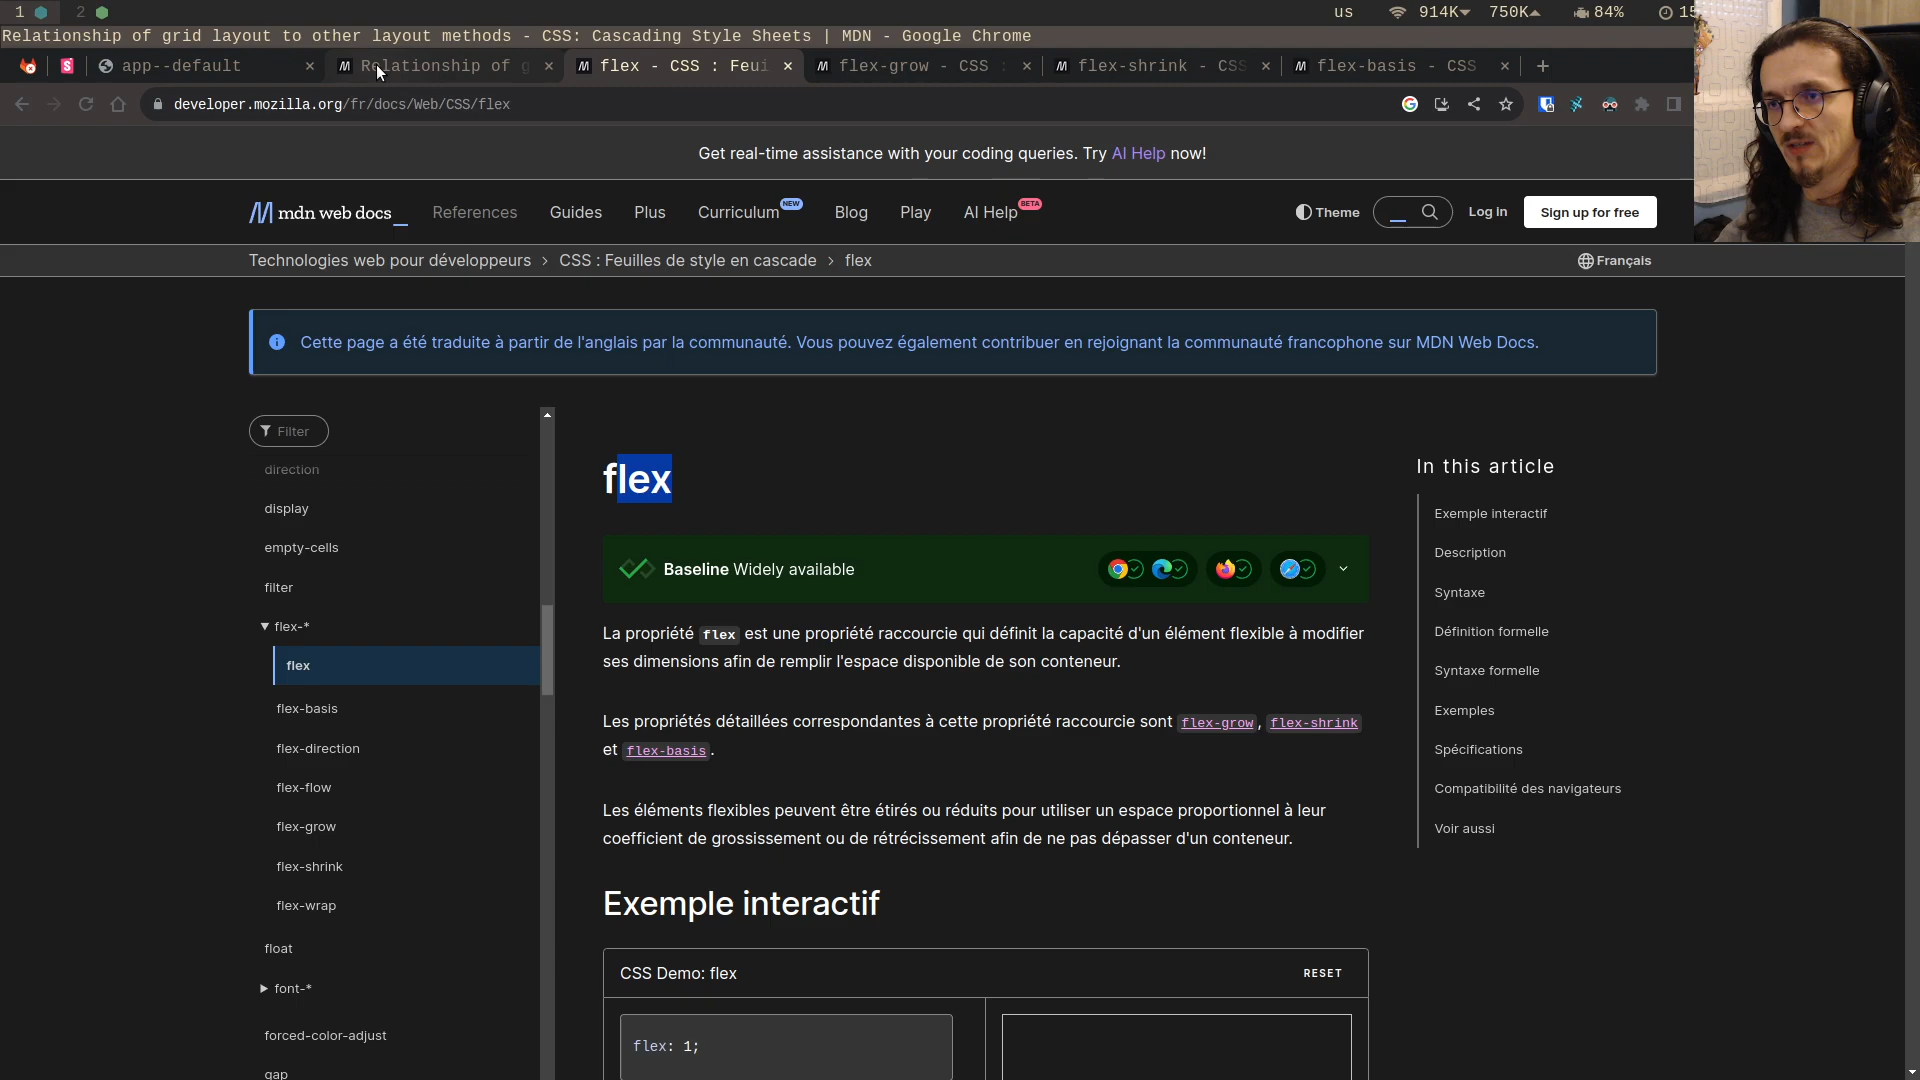 1 2 us 914K 750K 84% 15
Relationship of grid layout to other layout methods - CSS: Cascading Style Sheets | MDN - Google Chrome
app--default × Relationship of g × flex - CSS : Feui × flex-grow - CSS : × flex-shrink - CSS × flex-basis - CSS × +
developer.mozilla.org/fr/docs/Web/CSS/flex
Get real-time assistance with your coding queries. Try AI Help now!
mdn web docs_ References Guides Plus Curriculum NEW Blog Play AI Help BETA Theme Log in Sign up for free
Technologies web pour développeurs > CSS : Feuilles de style en cascade > flex Français
Cette page a été traduite à partir de l'anglais par la communauté. Vous pouvez également contribuer en rejoignant la communauté francophone sur MDN Web Docs.
Filter
direction
display
empty-cells
filter
flex-*
flex
flex-basis
flex-direction
flex-flow
flex-grow
flex-shrink
flex-wrap
float
font-*
forced-color-adjust
gap
flex
Baseline Widely available
La propriété flex est une propriété raccourcie qui définit la capacité d'un élément flexible à modifier
ses dimensions afin de remplir l'espace disponible de son conteneur.
Les propriétés détaillées correspondantes à cette propriété raccourcie sont flex-grow, flex-shrink
et flex-basis.
Les éléments flexibles peuvent être étirés ou réduits pour utiliser un espace proportionnel à leur
coefficient de grossissement ou de rétrécissement afin de ne pas dépasser d'un conteneur.
Exemple interactif
CSS Demo: flex RESET
flex: 1;
In this article
Exemple interactif
Description
Syntaxe
Définition formelle
Syntaxe formelle
Exemples
Spécifications
Compatibilité des navigateurs
Voir aussi